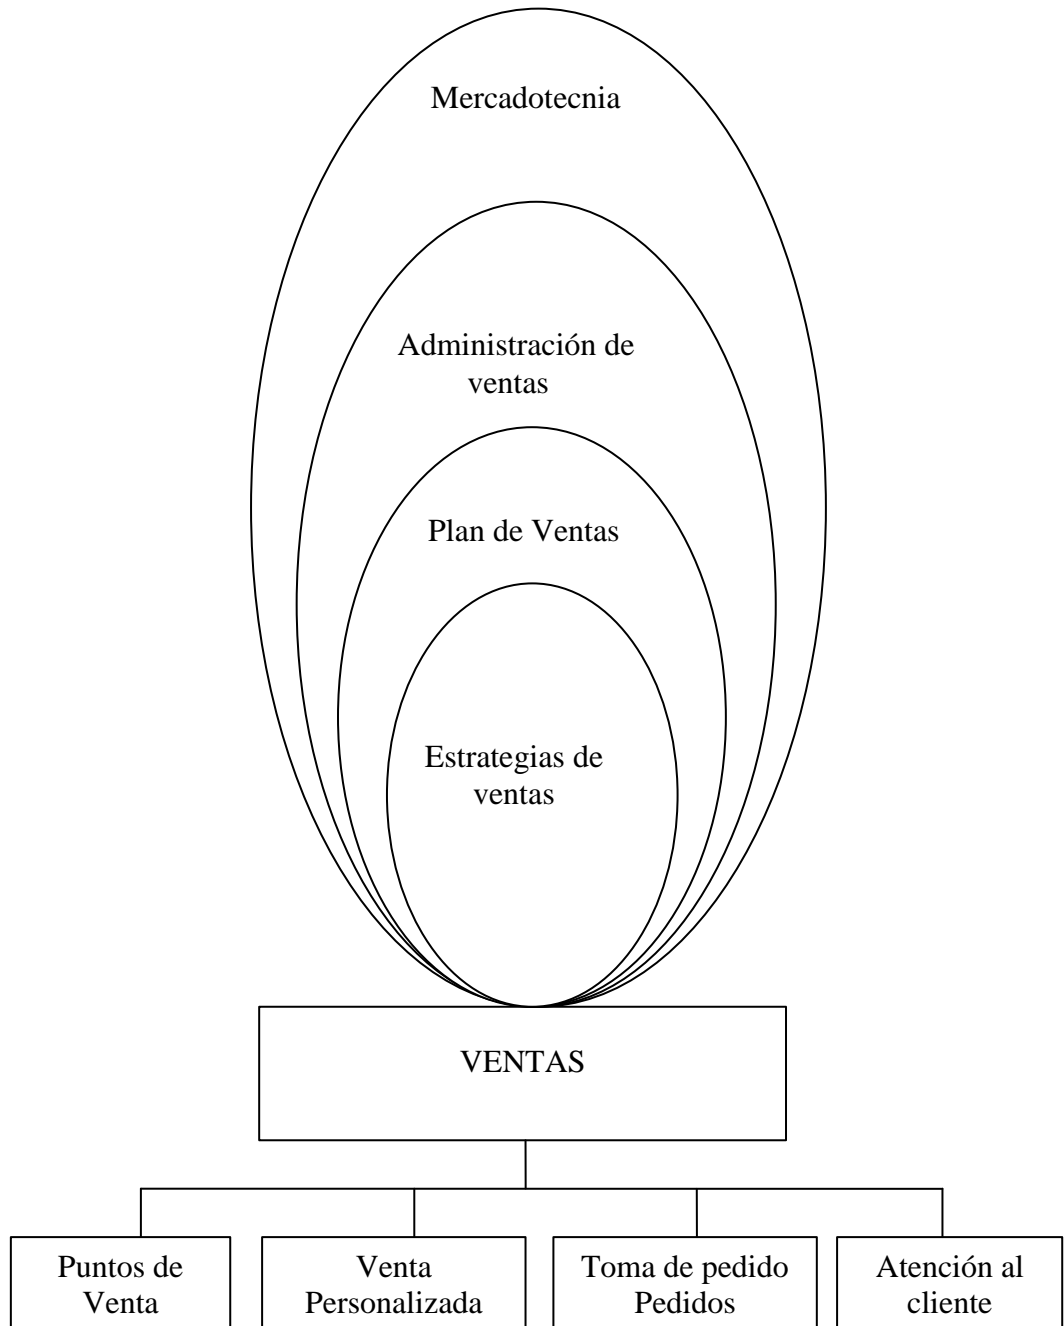 Mercadotecnia
Administración de
ventas
Plan de Ventas
Estrategias de
ventas
VENTAS
Puntos de
Venta
Venta
Personalizada
Toma de pedido
Pedidos
Atención al
cliente